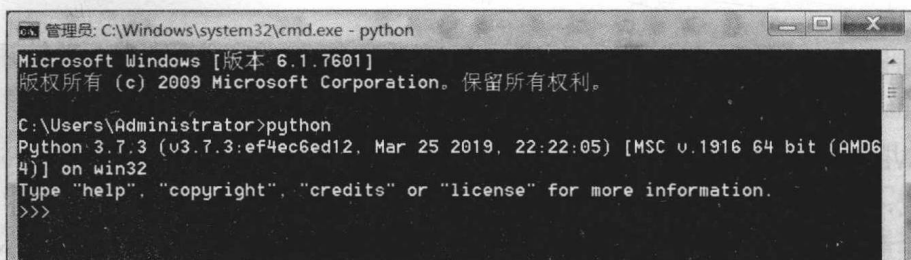 管理员: C:\Windows\system32\cmd.exe - python
Microsoft Windows [版本 6.1.7601]
版权所有 (c) 2009 Microsoft Corporation。保留所有权利。
C:\Users\Administrator>python
Python 3.7.3 (v3.7.3:ef4ec6ed12, Mar 25 2019, 22:22:05) [MSC v.1916 64 bit (AMD6
4)] on win32
Type "help", "copyright", "credits" or "license" for more information.
>>>